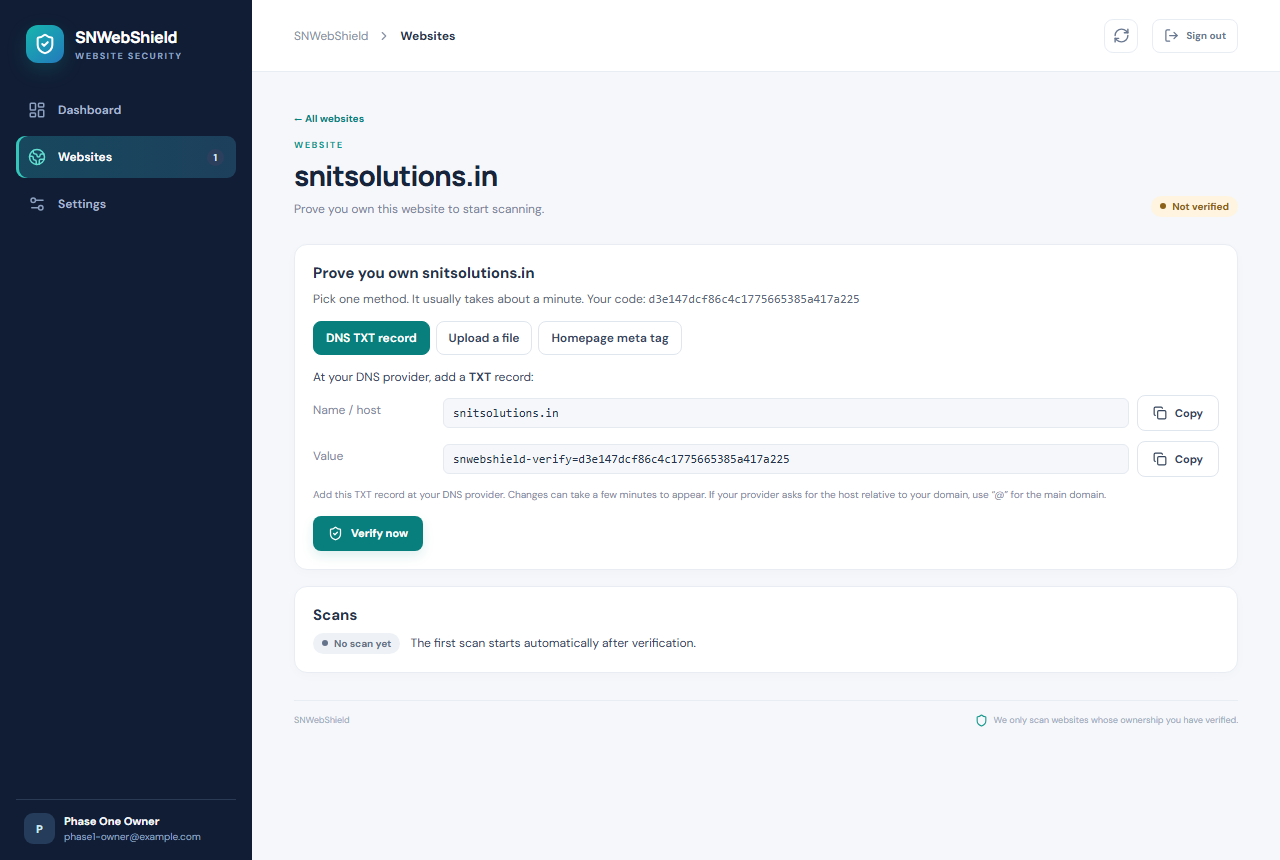 SNWebShield
WEBSITE SECURITY
Dashboard
Websites 1
Settings
P
Phase One Owner
phase1-owner@example.com
SNWebShield > Websites
Sign out
← All websites
WEBSITE
snitsolutions.in
Prove you own this website to start scanning.
Not verified
Prove you own snitsolutions.in
Pick one method. It usually takes about a minute. Your code: d3e147dcf86c4c1775665385a417a225
DNS TXT record Upload a file Homepage meta tag
At your DNS provider, add a TXT record:
Name / host snitsolutions.in Copy
Value snwebshield-verify=d3e147dcf86c4c1775665385a417a225 Copy
Add this TXT record at your DNS provider. Changes can take a few minutes to appear. If your provider asks for the host relative to your domain, use “@” for the main domain.
Verify now
Scans
No scan yet The first scan starts automatically after verification.
SNWebShield We only scan websites whose ownership you have verified.